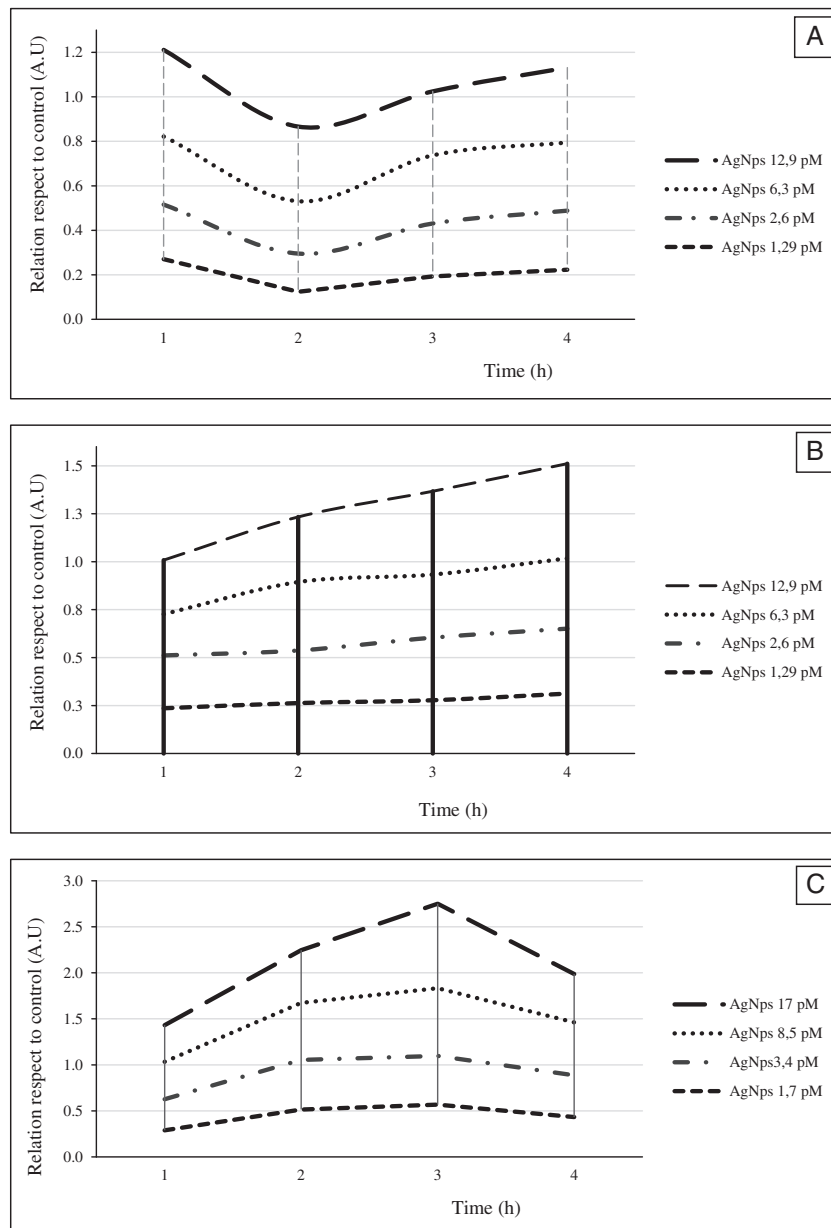 A
Relation respect to control (A.U)
1.2
1.0
0.8
0.6
0.4
0.2
0.0
1 2 3 4
Time (h)
AgNps 12,9 pM
AgNps 6,3 pM
AgNps 2,6 pM
AgNps 1,29 pM
B
Relation respect to control (A.U)
1.5
1.3
1.0
0.8
0.5
0.3
0.0
1 2 3 4
Time (h)
AgNps 12,9 pM
AgNps 6,3 pM
AgNps 2,6 pM
AgNps 1,29 pM
C
Relation respect to control (A.U)
3.0
2.5
2.0
1.5
1.0
0.5
0.0
1 2 3 4
Time (h)
AgNps 17 pM
AgNps 8,5 pM
AgNps3,4 pM
AgNps 1,7 pM